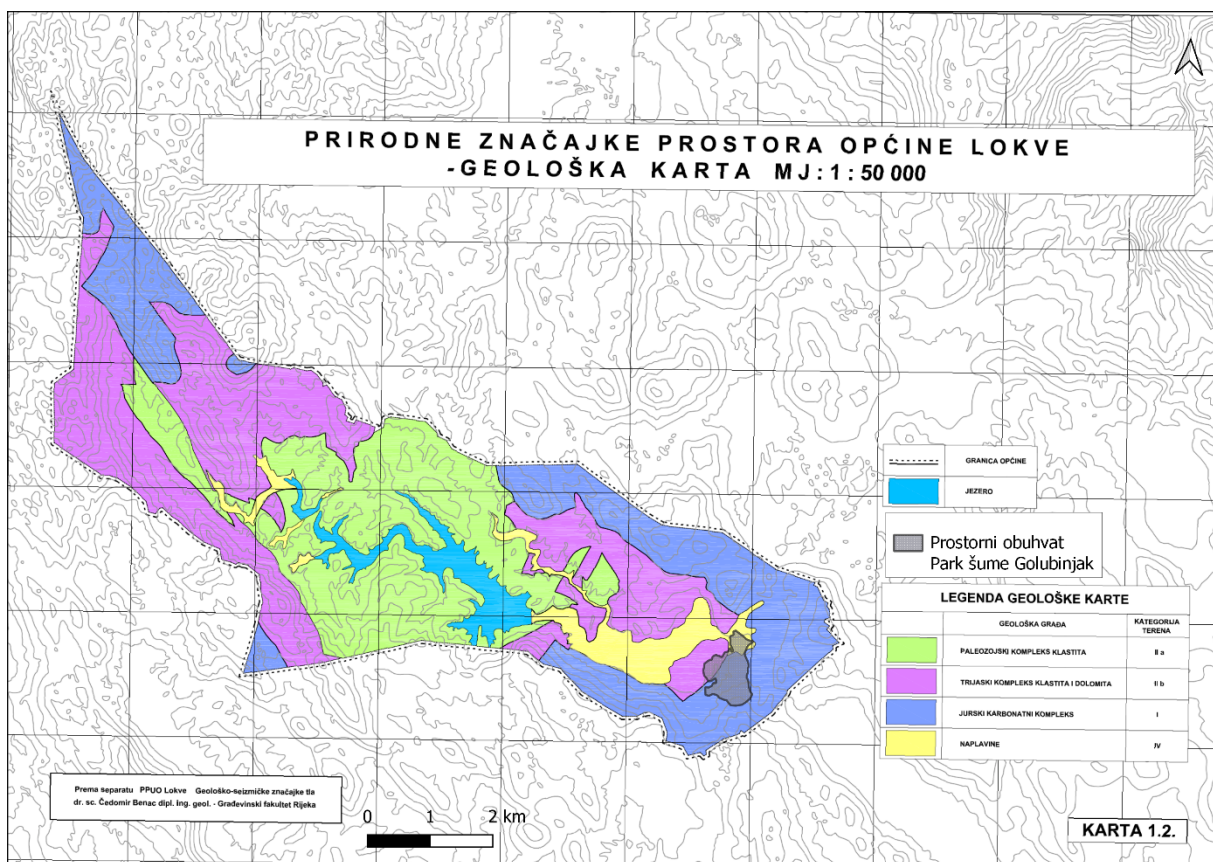 PRIRODNE ZNAČAJKE PROSTORA OPĆINE LOKVE
-GEOLOŠKA KARTA MJ:1:50 000
GRANICA OPĆINE
JEZERO
Prostorni obuhvat
Park šume Golubinjak
LEGENDA GEOLOŠKE KARTE
GEOLOŠKA GRAĐA KATEGORIJA
TERENA
PALEOZOJSKI KOMPLEKS KLASTITA II a
TRIJASKI KOMPLEKS KLASTITA I DOLOMITA II b
JURSKI KARBONATNI KOMPLEKS I
NAPLAVINE IV
Prema separatu PPUO Lokve Geološko-seizmičke značajke tla
dr. sc. Čedomir Benac dipl. ing. geol. - Građevinski fakultet Rijeka
0 1 2 km
KARTA 1.2.